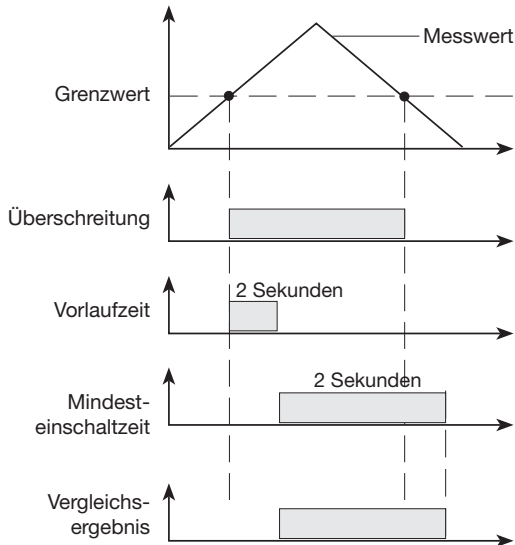 Messwert
Grenzwert
Überschreitung
2 Sekunden
Vorlaufzeit
2 Sekunden
Mindest-
einschaltzeit
Vergleichs-
ergebnis